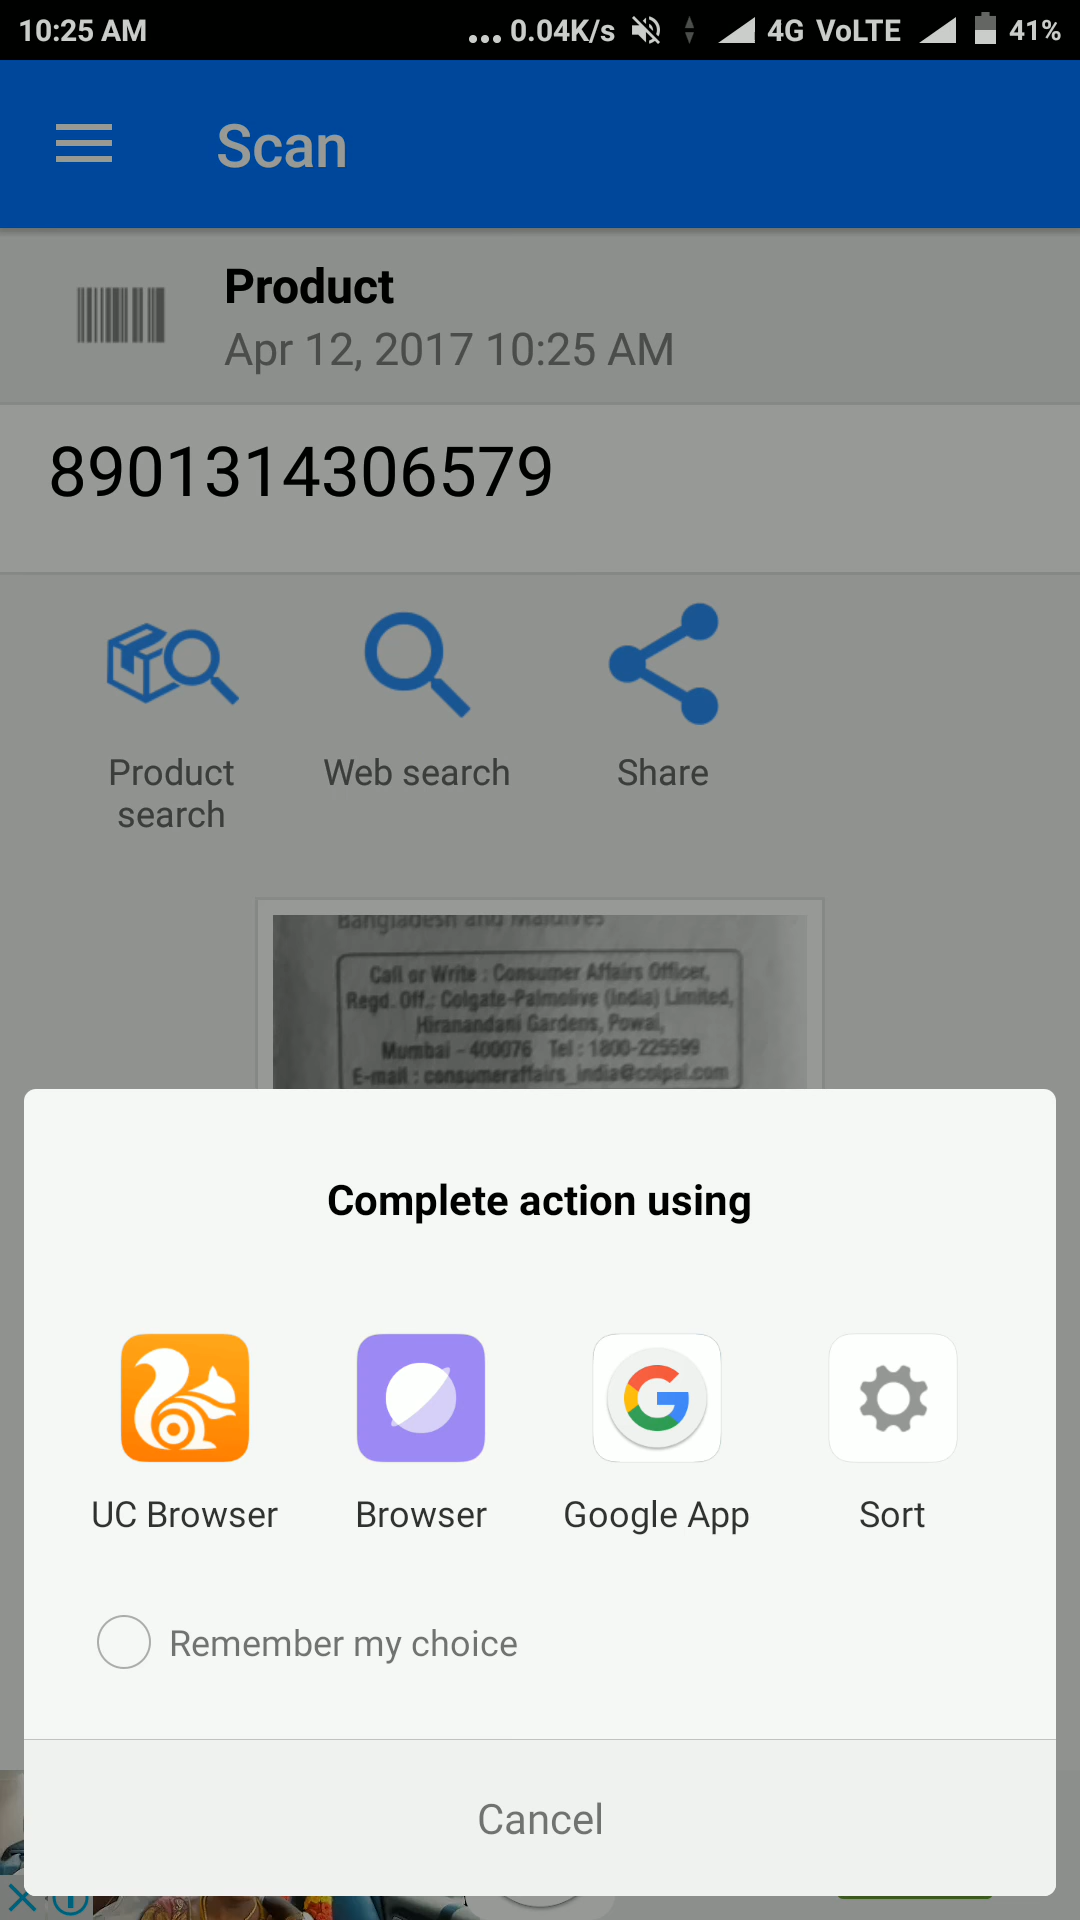 10:25 AM
... 0.04K/s 4G VoLTE 41%
Scan
Product
Apr 12, 2017 10:25 AM
8901314306579
Product search
Web search
Share
Bangladesh and Maldives
Call or Write : Consumer Affairs Officer,
Regd. Off.: Colgate-Palmolive (India) Limited,
Hiranandani Gardens, Powai,
Mumbai - 400076 Tel : 1800-225599
E-mail : consumeraffairs_india@colpal.com
Complete action using
UC Browser
Browser
Google App
Sort
Remember my choice
Cancel